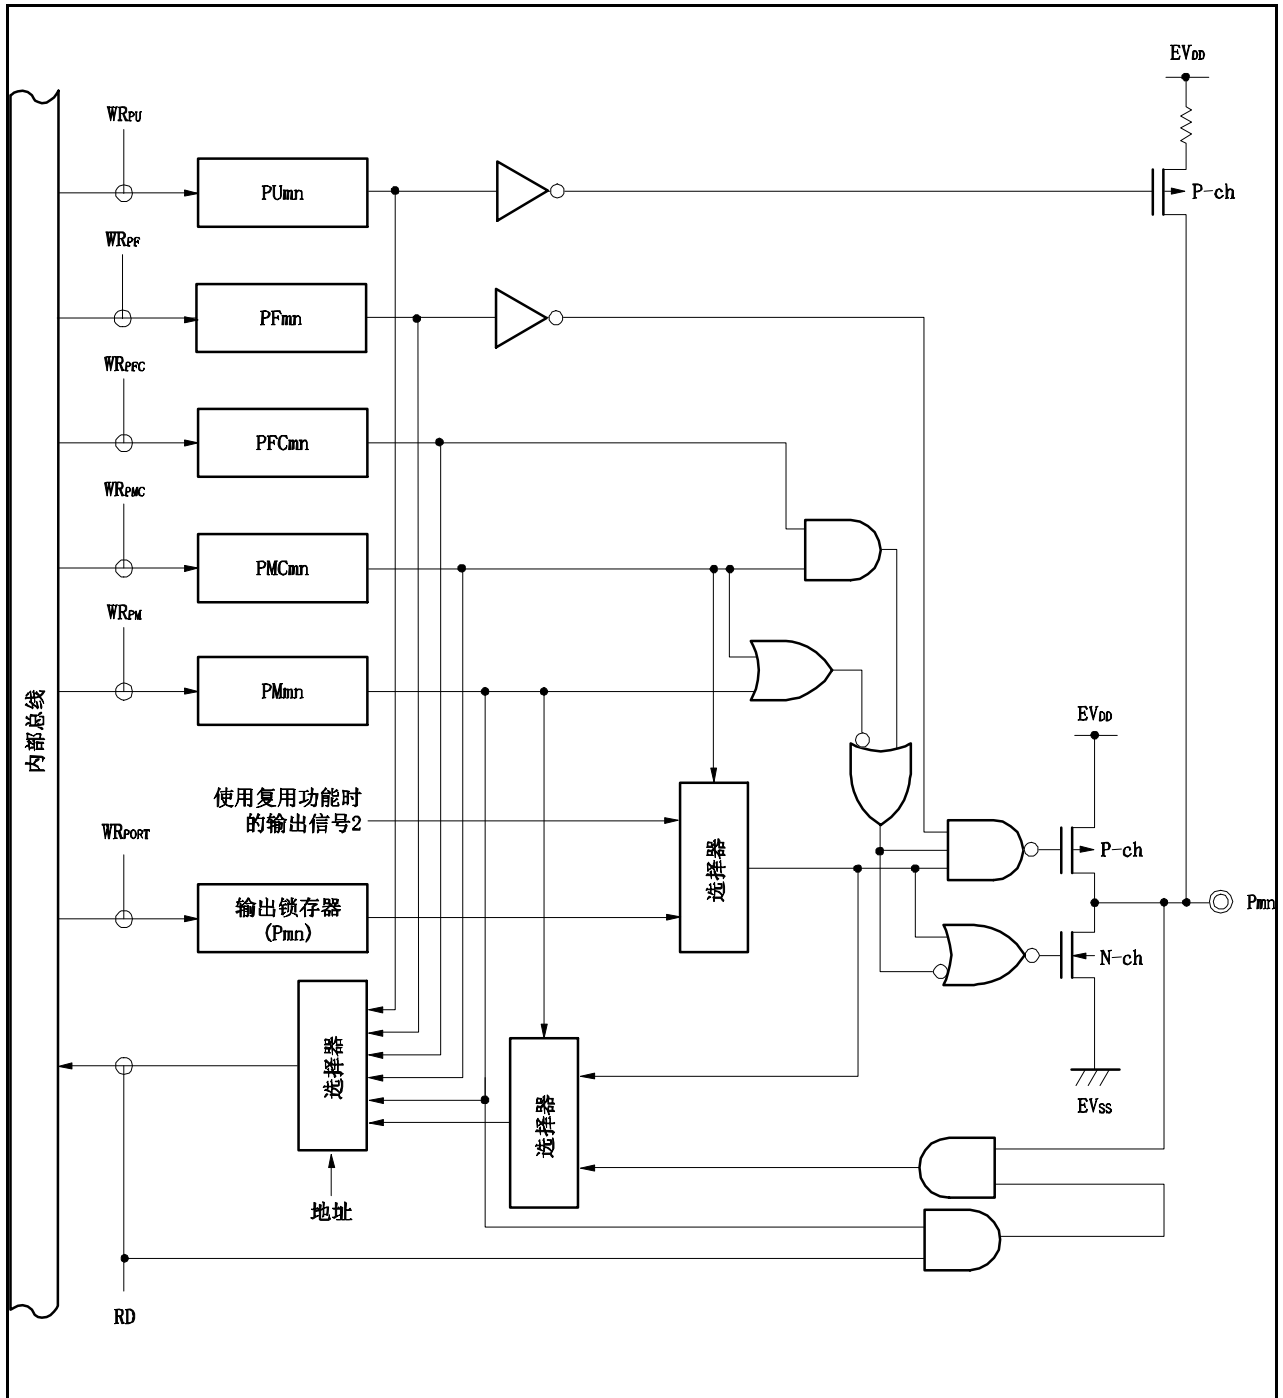 EVDD
WRPU
PUmn
P-ch
WRPF
PFmn
WRPFC
PFCmn
WRPMC
PMCmn
WRPM
PMmn
内部总线
EVDD
使用复用功能时
的输出信号2
WRPORT
选择器
P-ch
输出锁存器
(Pmn)
Pmn
N-ch
选择器
选择器
EVSS
地址
RD